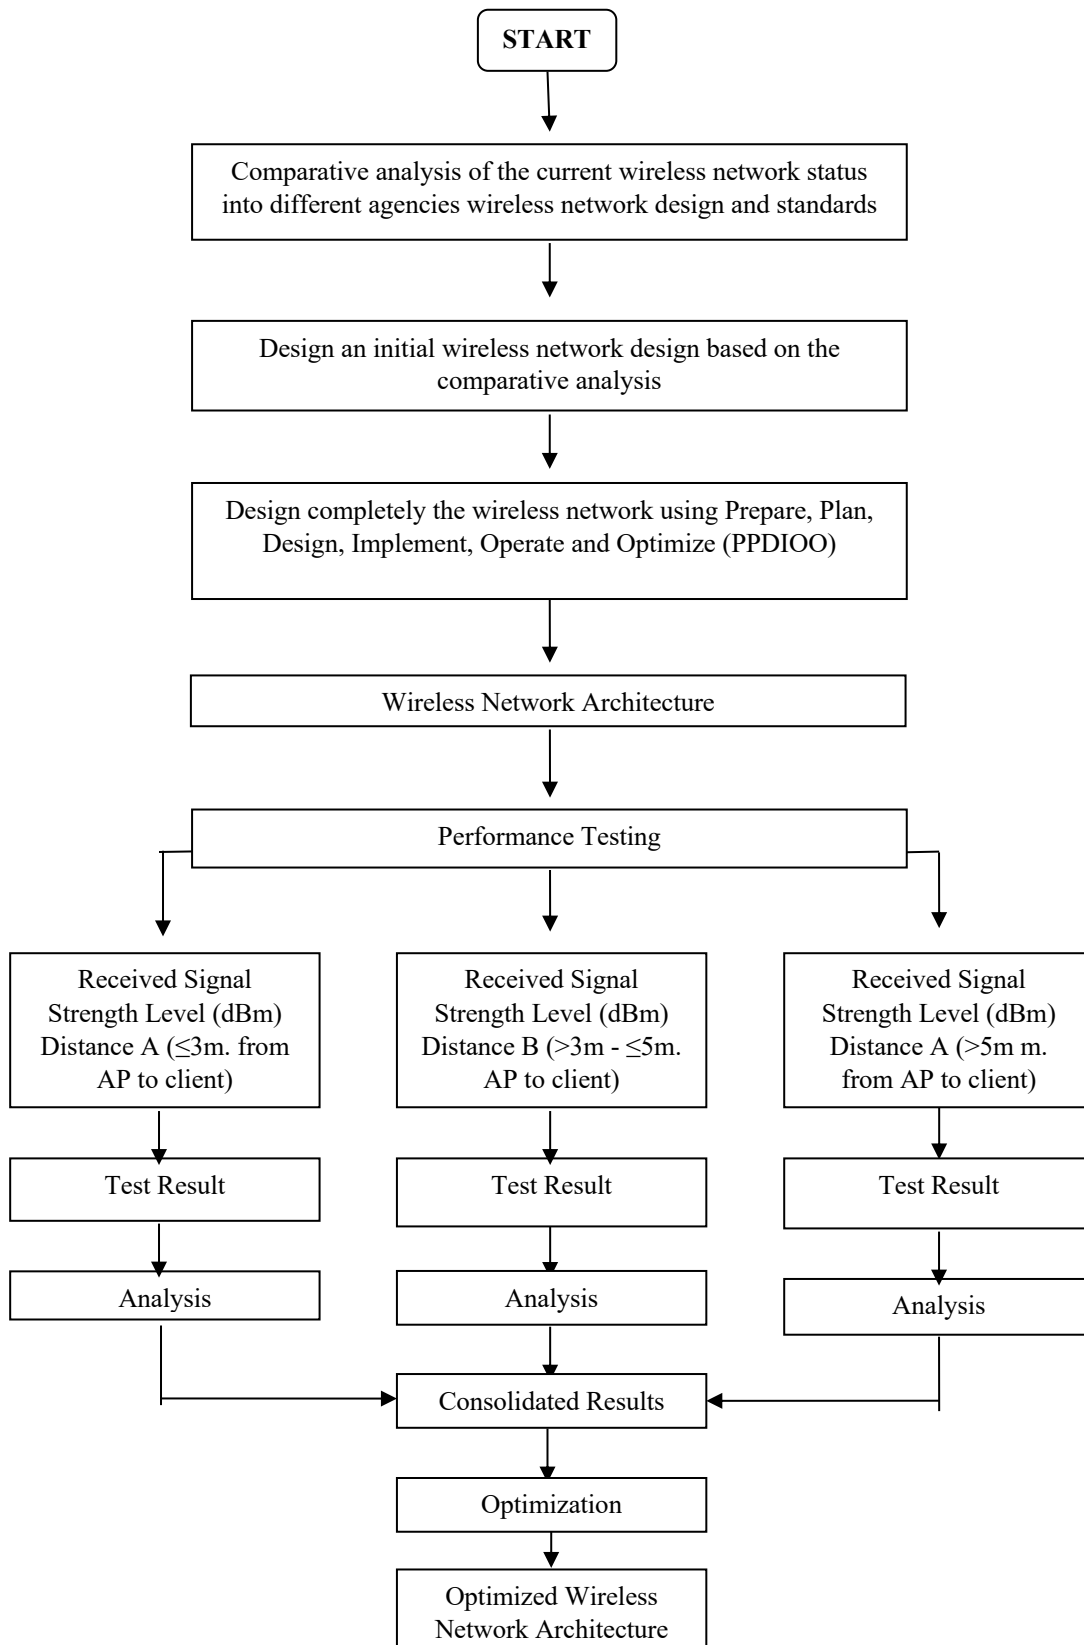 START
Comparative analysis of the current wireless network status
into different agencies wireless network design and standards
Design an initial wireless network design based on the
comparative analysis
Design completely the wireless network using Prepare, Plan,
Design, Implement, Operate and Optimize (PPDIOO)
Wireless Network Architecture
Performance Testing
Received Signal
Strength Level (dBm)
Distance A (≤3m. from
AP to client)
Received Signal
Strength Level (dBm)
Distance B (>3m - ≤5m.
AP to client)
Received Signal
Strength Level (dBm)
Distance A (>5m m.
from AP to client)
Test Result
Test Result
Test Result
Analysis
Analysis
Analysis
Consolidated Results
Optimization
Optimized Wireless
Network Architecture